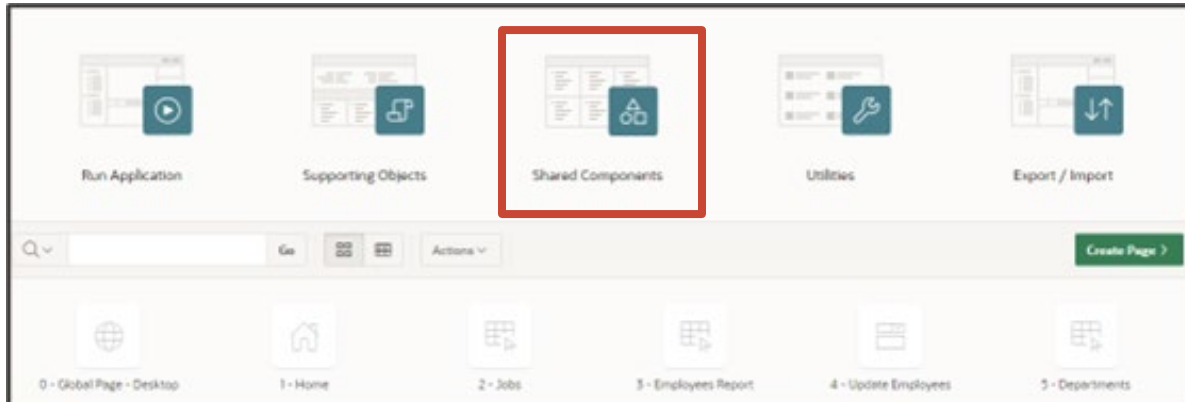 Run Application
Supporting Objects
Shared Components
Utilities
Export / Import
Go
Actions
Create Page
0 - Global Page - Desktop
1 - Home
2 - Jobs
3 - Employees Report
4 - Update Employees
5 - Departments